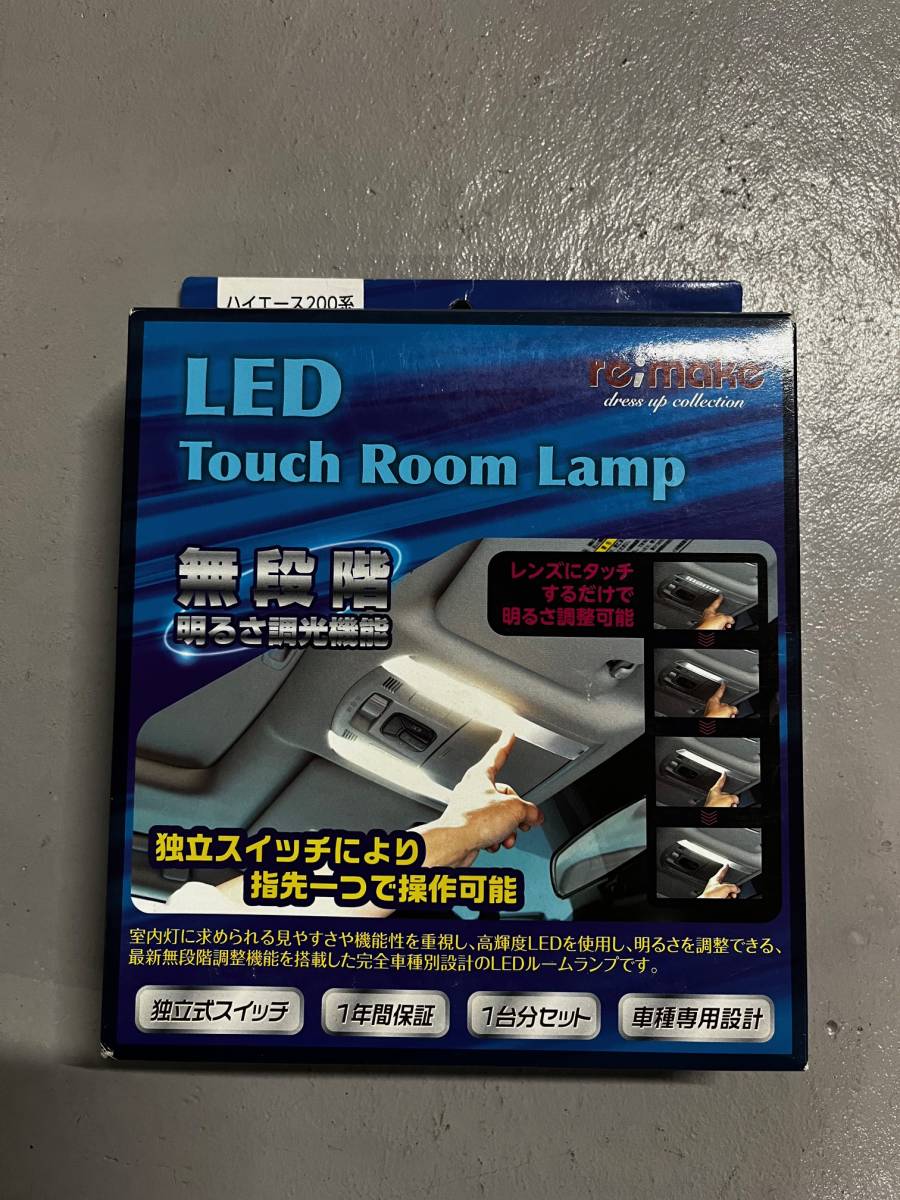 ハイエース200系
LED
Touch Room Lamp
re;make
dress up collection
無段階
明るさ調光機能
レンズにタッチ
するだけで
明るさ調整可能
独立スイッチにより
指先一つで操作可能
室内灯に求められる見やすさや機能性を重視し、高輝度LEDを使用し、明るさを調整できる、
最新無段階調整機能を搭載した完全車種別設計のLEDルームランプです。
独立式スイッチ
1年間保証
1台分セット
車種専用設計